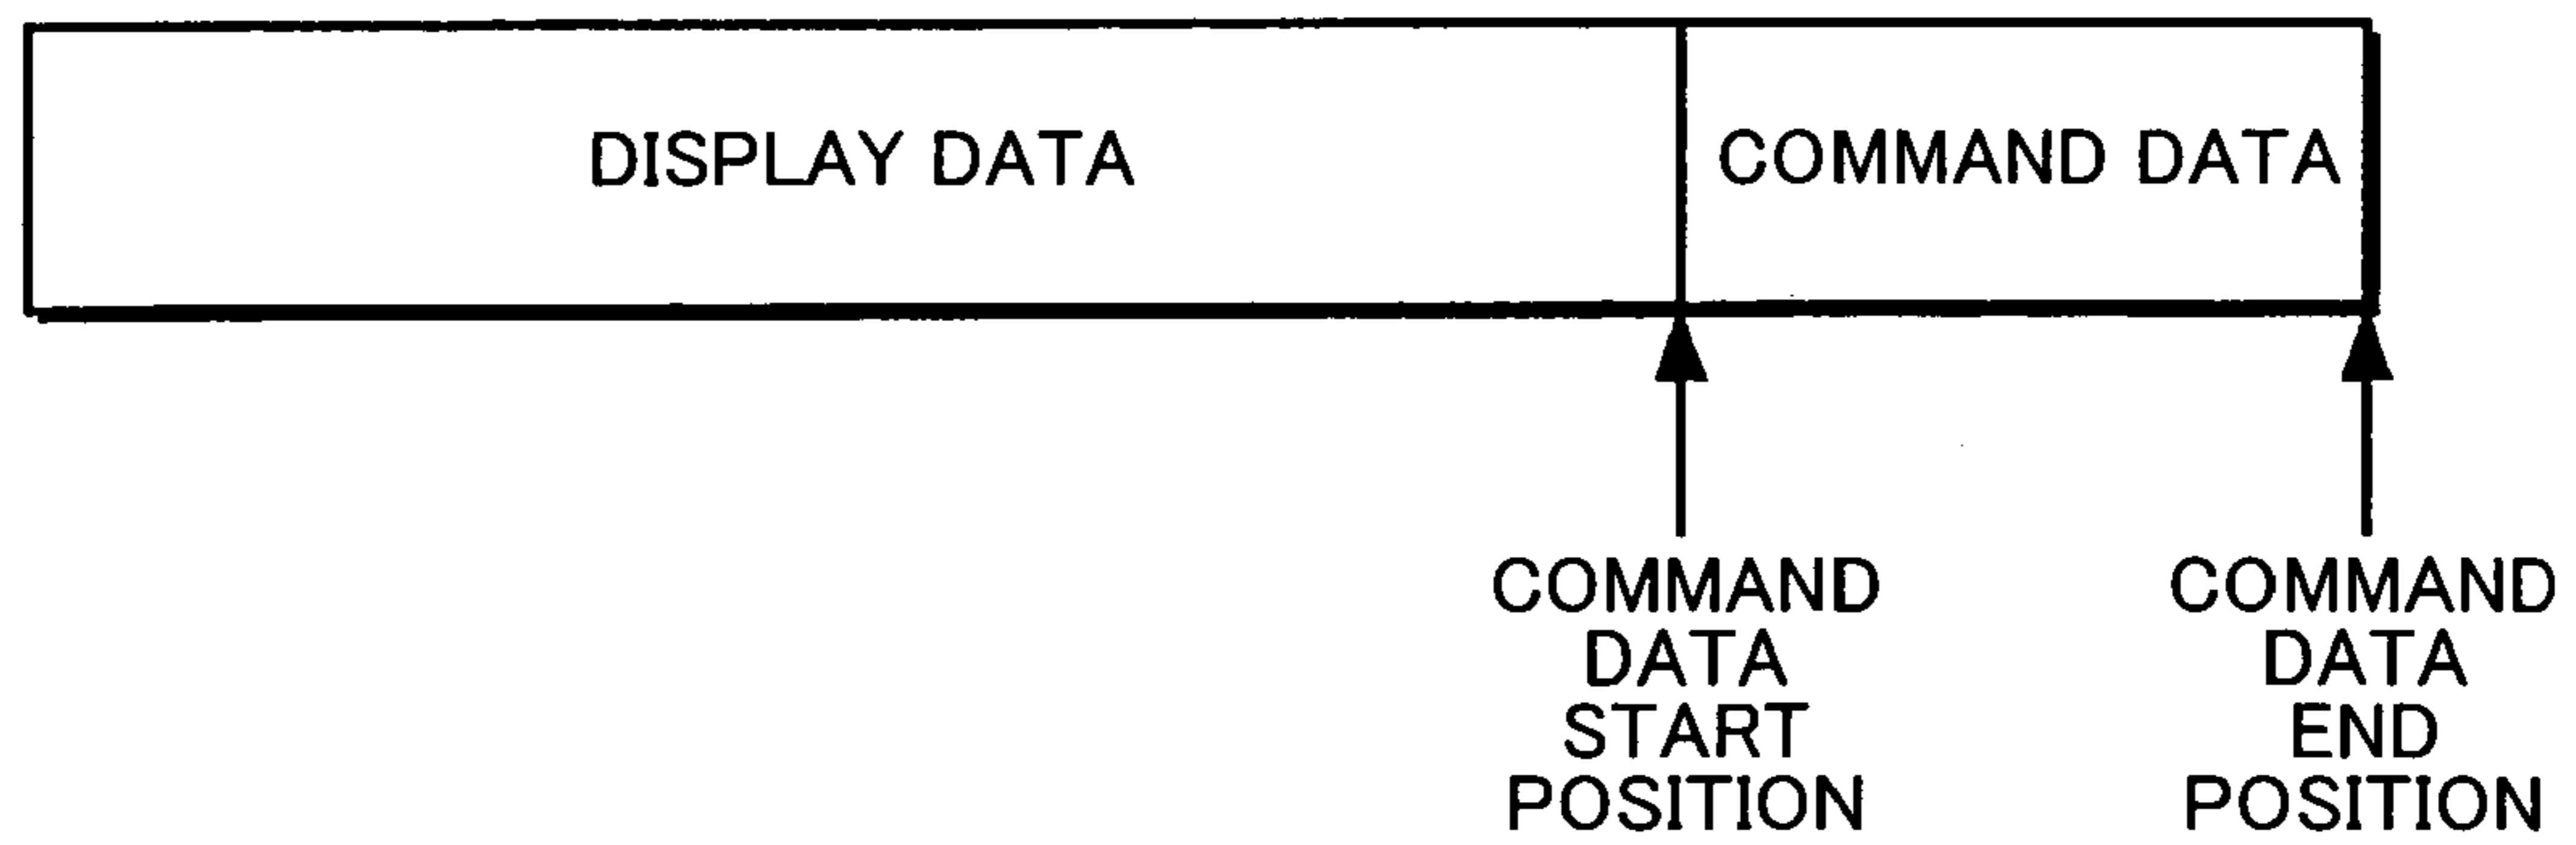 DISPLAY DATA
COMMAND DATA
COMMAND
DATA
START
POSITION
COMMAND
DATA
END
POSITION